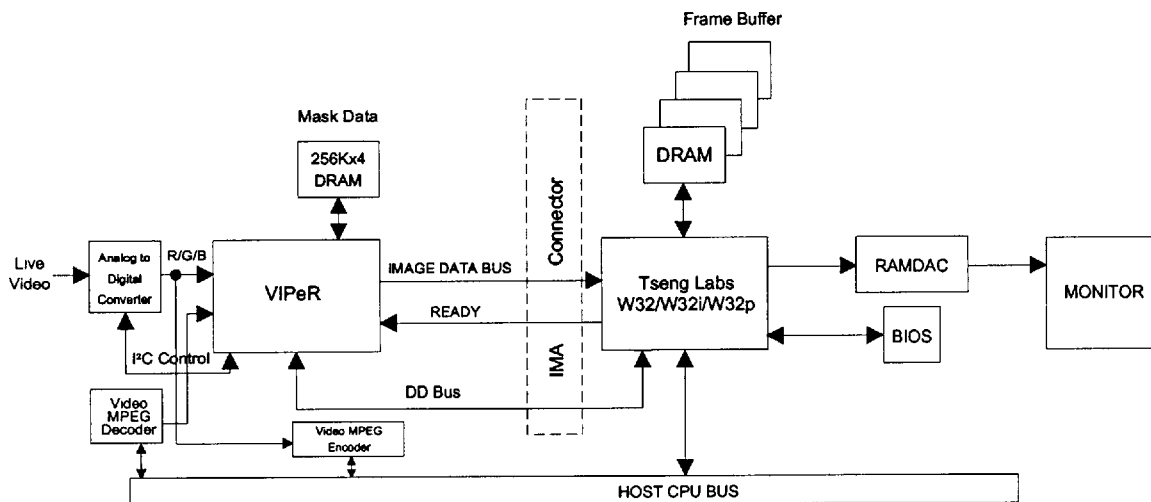 Frame Buffer
Mask Data
256Kx4
DRAM
DRAM
Connector
IMA
Live
Video
Analog to
Digital
Converter
R/G/B
VIPeR
IMAGE DATA BUS
READY
Tseng Labs
W32/W32i/W32p
RAMDAC
MONITOR
BIOS
I²C Control
DD Bus
Video
MPEG
Decoder
Video MPEG
Encoder
HOST CPU BUS